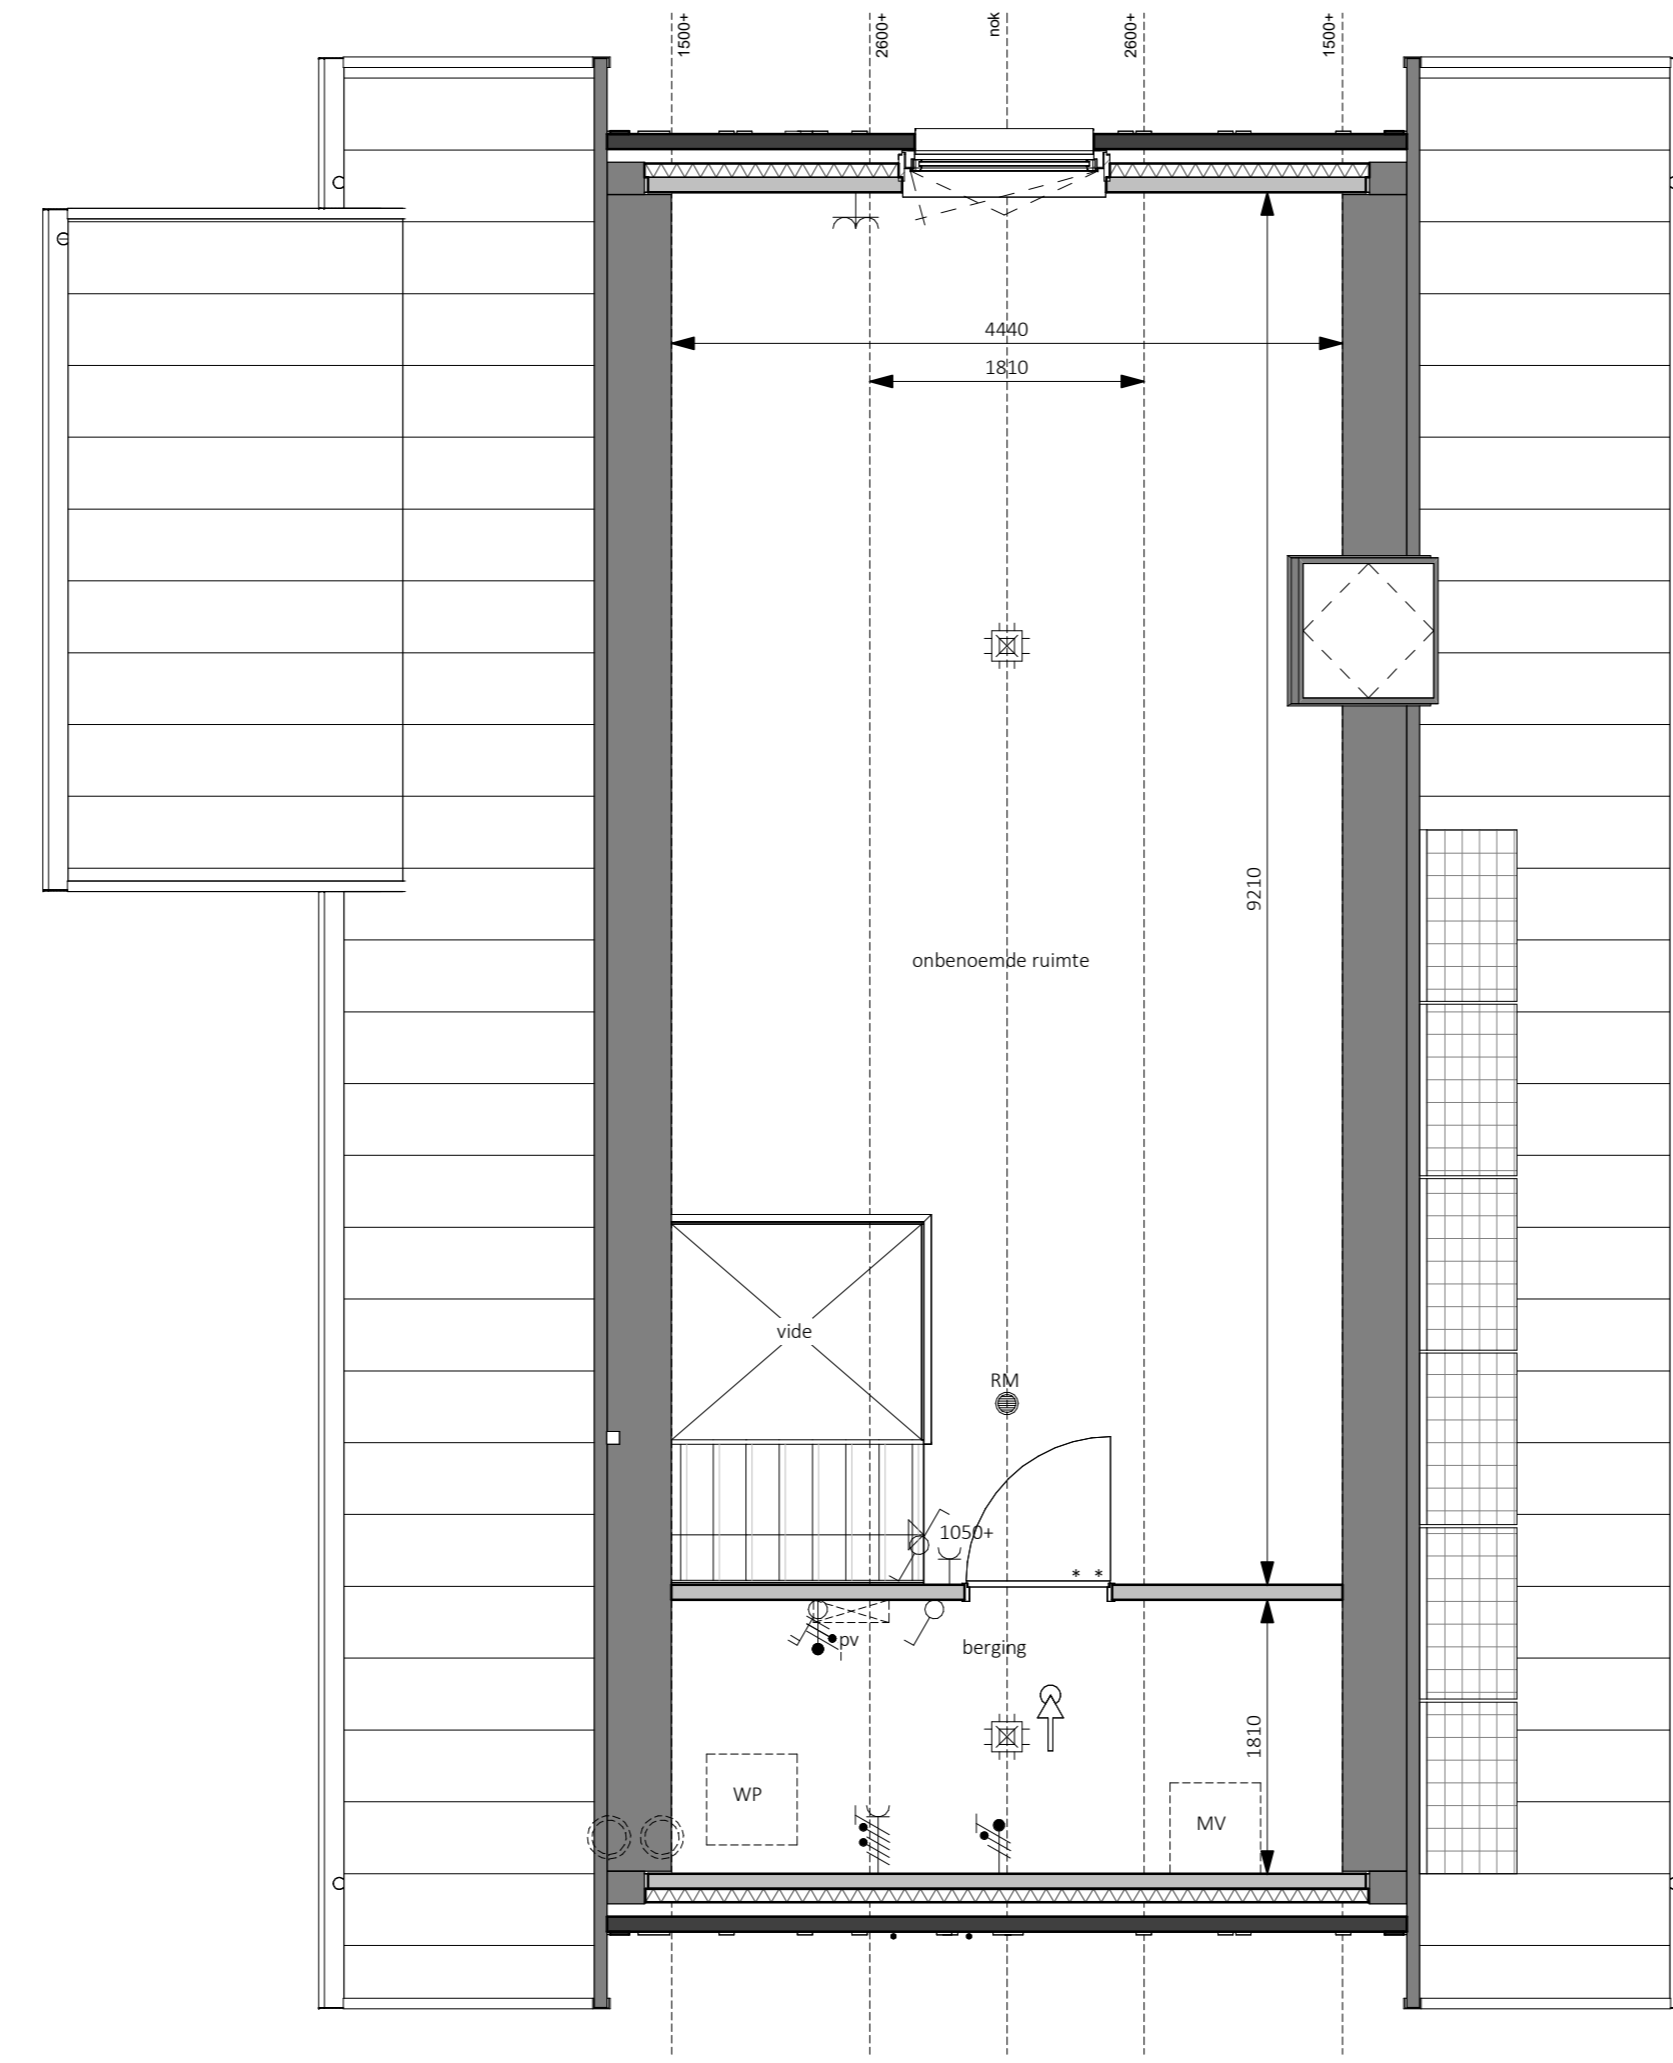 1500+
2600+
nok
2600+
1500+
4440
1810
9210
onbenoemde ruimte
vide
RM
1050+
* *
pv
berging
1810
WP
MV